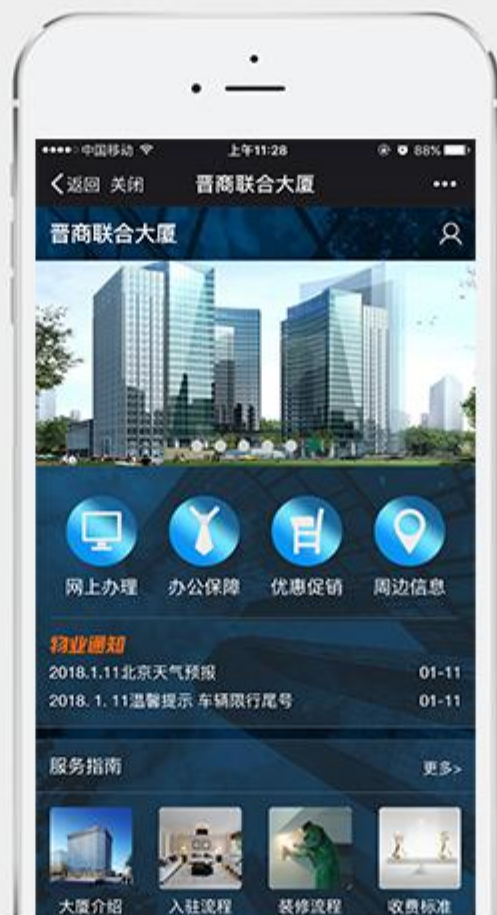 中国移动 上午11:28 88%
返回 关闭 晋商联合大厦
晋商联合大厦
网上办理 办公保障 优惠促销 周边信息
物业通知
2018.1.11北京天气预报 01-11
2018. 1. 11温馨提示 车辆限行尾号 01-11
服务指南 更多>
大厦介绍 入驻流程 装修流程 收费标准